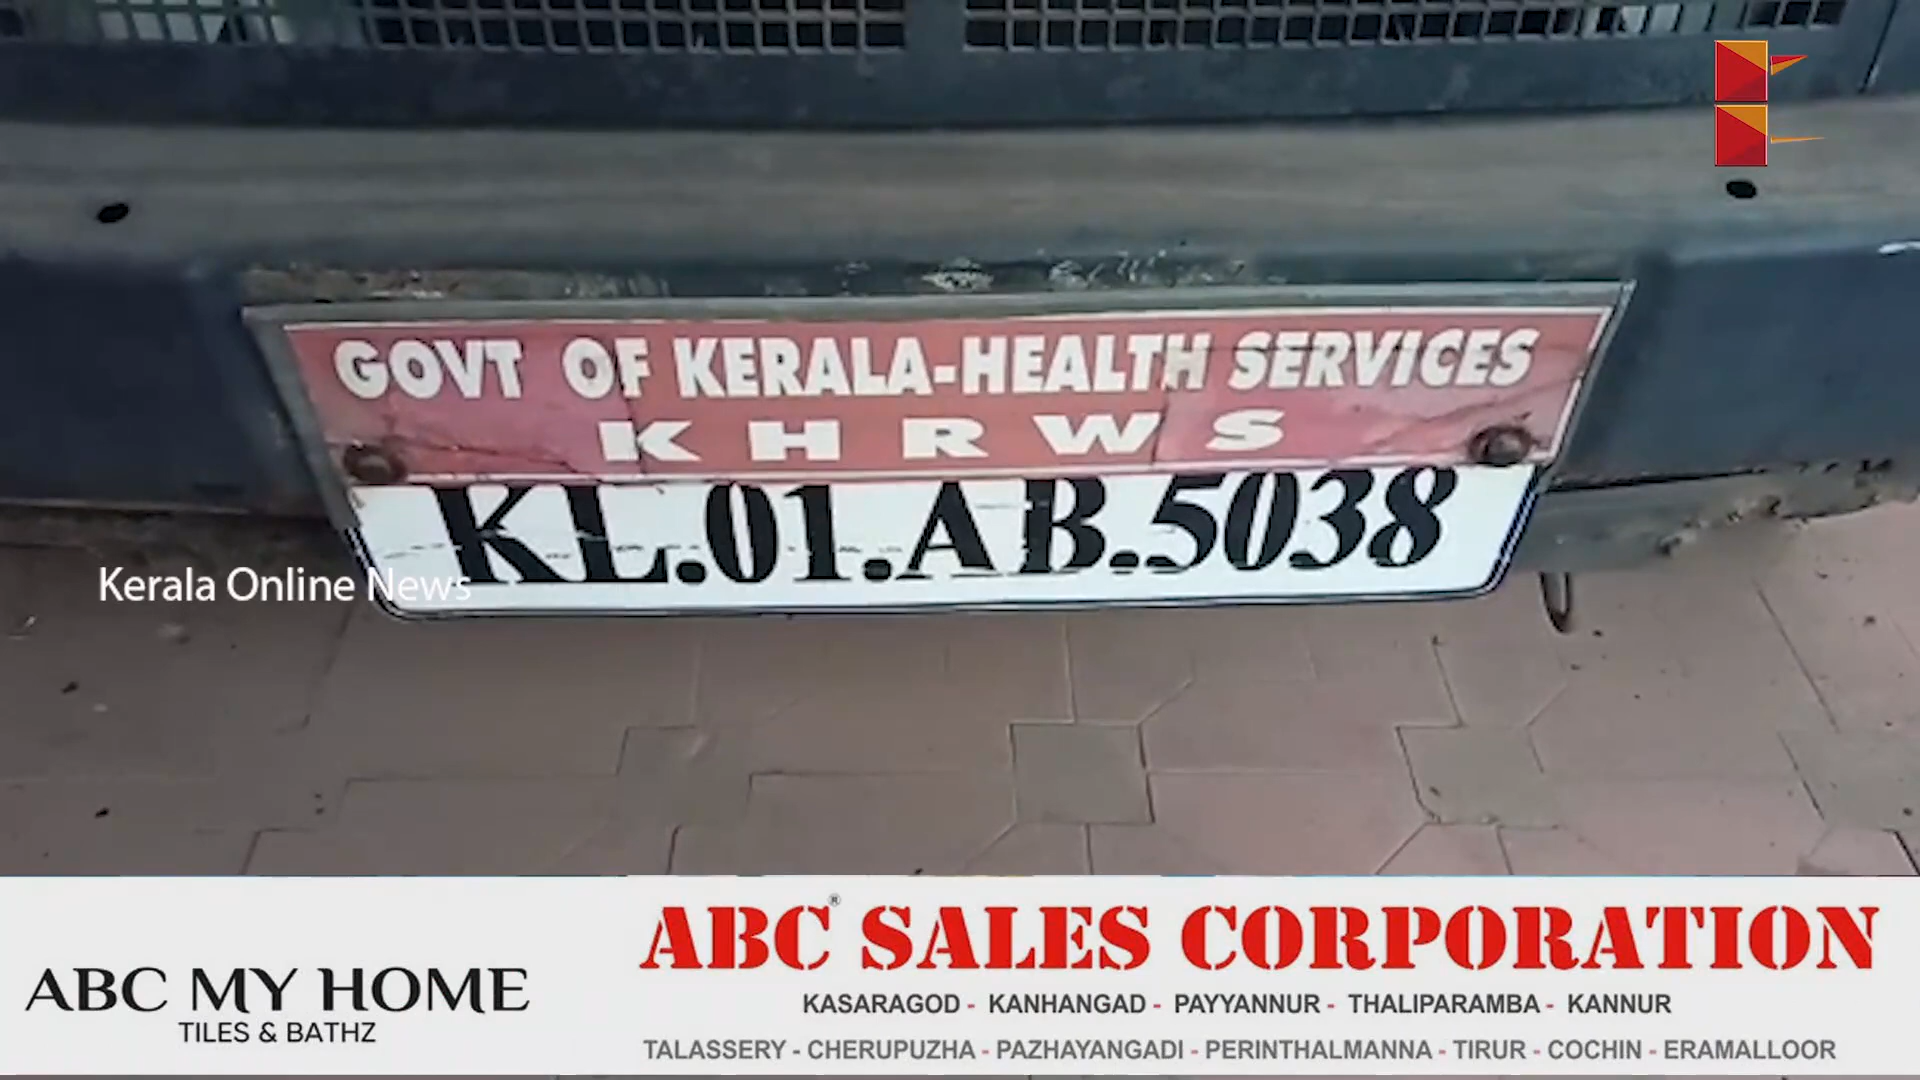 GOVT OF KERALA-HEALTH SERVICES
K H R W S
KL.01.AB.5038
Kerala Online News
ABC MY HOME
TILES & BATHZ
ABC® SALES CORPORATION
KASARAGOD - KANHANGAD - PAYYANNUR - THALIPARAMBA - KANNUR
TALASSERY - CHERUPUZHA - PAZHAYANGADI - PERINTHALMANNA - TIRUR - COCHIN - ERAMALLOOR